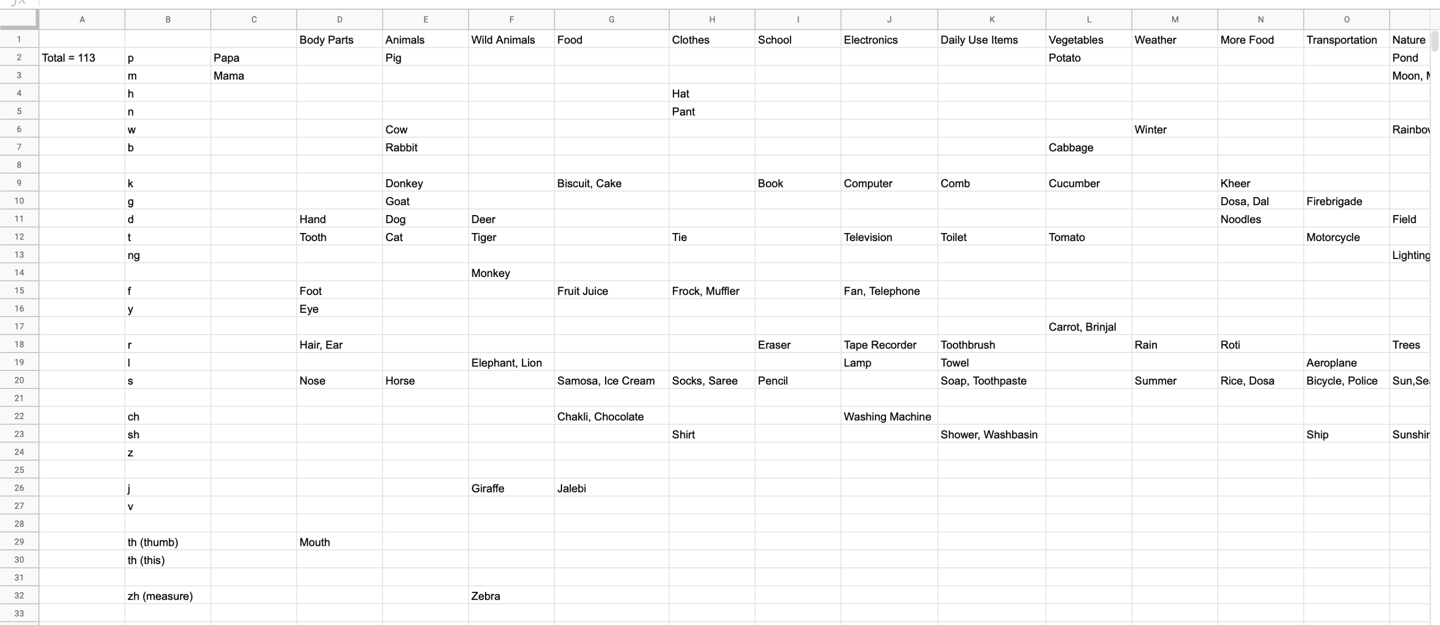 A B C D E F G H I J K L M N O
1 Body Parts Animals Wild Animals Food Clothes School Electronics Daily Use Items Vegetables Weather More Food Transportation Nature
2 Total = 113 p Papa Pig Potato Pond
3 m Mama Moon,
4 h Hat
5 n Pant
6 w Cow Winter
7 b Rabbit Cabbage
8
9 k Donkey Biscuit, Cake Book Computer Comb Cucumber Kheer
10 g Goat Dosa, Dal Firebrigade
11 d Hand Dog Deer Noodles Field
12 t Tooth Cat Tiger Tie Television Toilet Tomato Motorcycle
13 ng Lighting
14 Monkey
15 f Foot Fruit Juice Frock, Muffler Fan, Telephone
16 y Eye
17 Carrot, Brinjal
18 r Hair, Ear Eraser Tape Recorder Toothbrush Rain Roti Trees
19 l Elephant, Lion Lamp Towel Aeroplane
20 s Nose Horse Samosa, Ice Cream Socks, Saree Pencil Soap, Toothpaste Summer Rice, Dosa Bicycle, Police Sun,
21
22 ch Chakli, Chocolate Washing Machine
23 sh Shirt Shower, Washbasin Ship
24 z
25
26 j Giraffe Jalebi
27 v
28
29 th (thumb) Mouth
30 th (this)
31
32 zh (measure) Zebra
33